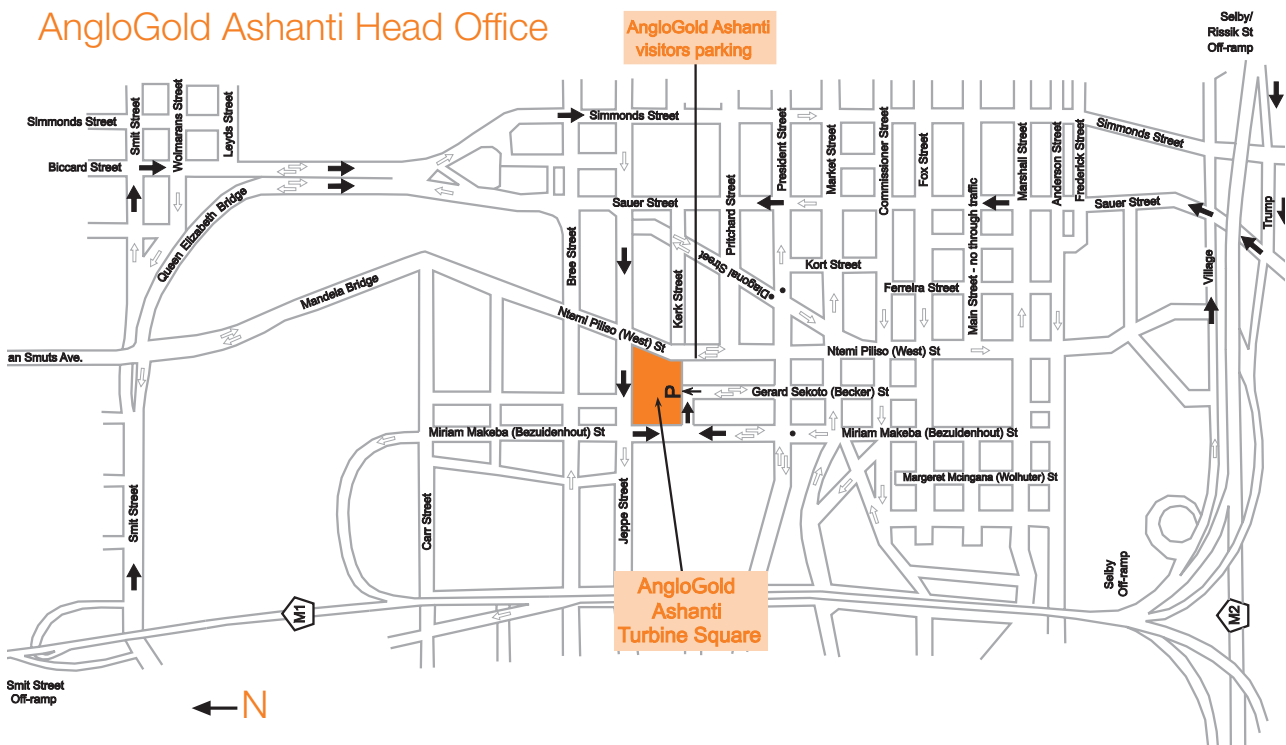 AngloGold Ashanti Head Office
AngloGold Ashanti
visitors parking
Selby/
Rissik St
Off-ramp
Simmonds Street
Smit Street
Wolmarans Street
Leyds Street
Simmonds Street
President Street
Market Street
Commissioner Street
Fox Street
Marshall Street
Anderson Street
Frederick Street
Simmonds Street
Biccard Street
Queen Elizabeth Bridge
Bree Street
Sauer Street
Pritchard Street
Sauer Street
Trump
Village
Mandela Bridge
Kerk Street
Diagonal Street
Kort Street
Ferreira Street
Main Street - no through traffic
an Smuts Ave.
Ntemi Piliso (West) St
Ntemi Piliso (West) St
P
Gerard Sekoto (Becker) St
Miriam Makeba (Bezuidenhout) St
Miriam Makeba (Bezuidenhout) St
Margeret Mcingana (Wolhuter) St
Smit Street
Carr Street
Jeppe Street
AngloGold
Ashanti
Turbine Square
Selby
Off-ramp
M1
M2
Smit Street
Off-ramp
N